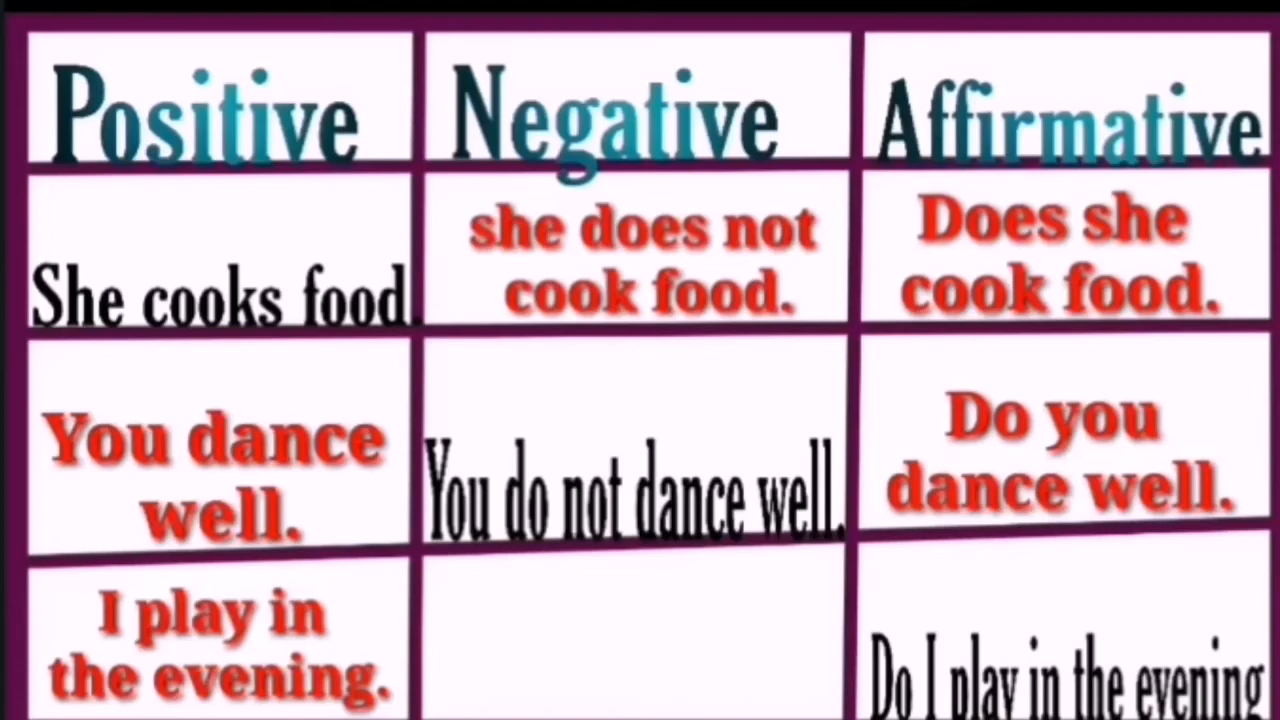 Positive Negative Affirmative
She cooks food.
she does not
cook food.
Does she
cook food.
You dance
well.
You do not dance well.
Do you
dance well.
I play in
the evening.
Do I play in the evening